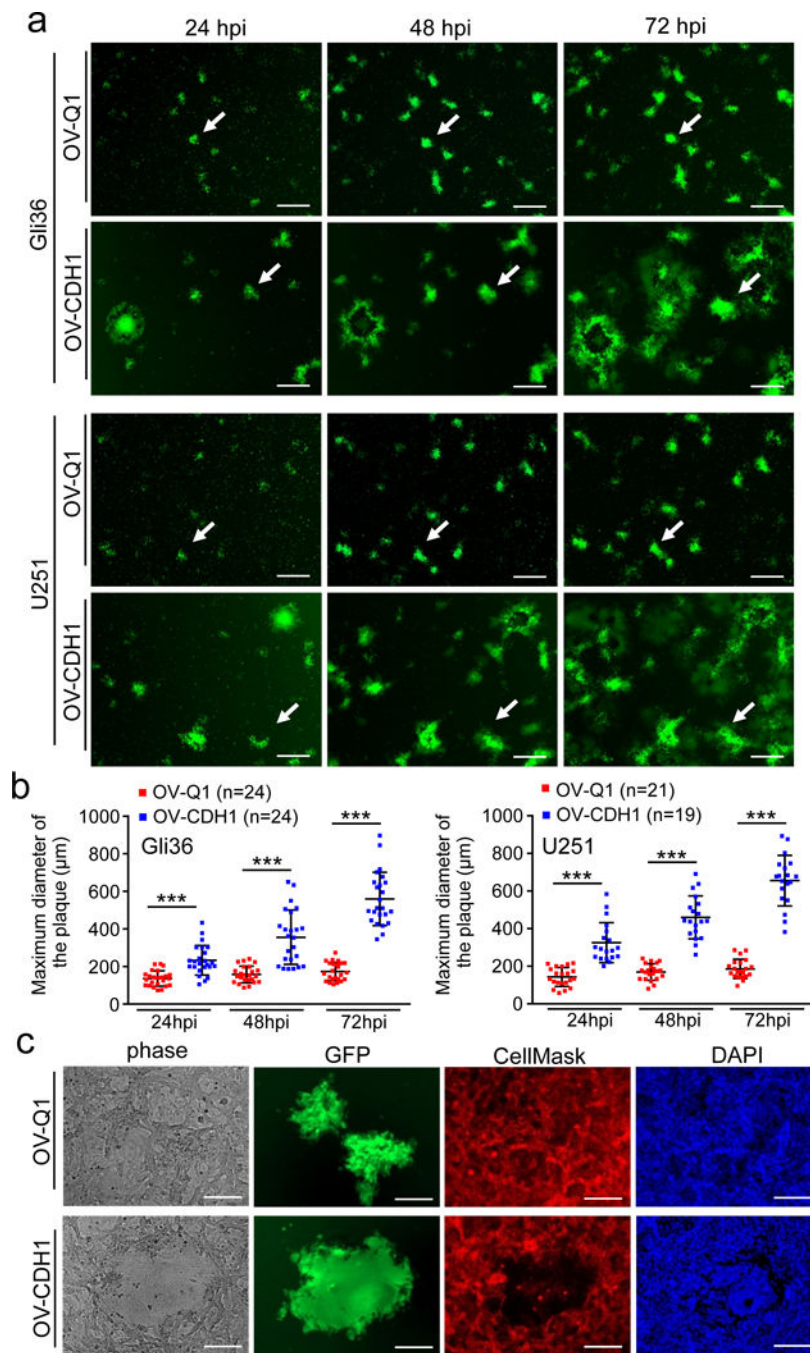 a
24 hpi 48 hpi 72 hpi
Gli36
OV-Q1
OV-CDH1
U251
OV-Q1
OV-CDH1
b
OV-Q1 (n=24)
OV-CDH1 (n=24)
Gli36
Maximum diameter of
the plaque (μm)
1000
800
600
400
200
0
***
***
***
24hpi 48hpi 72hpi
OV-Q1 (n=21)
OV-CDH1 (n=19)
U251
Maximum diameter of
the plaque (μm)
1000
800
600
400
200
0
***
***
***
24hpi 48hpi 72hpi
c
phase GFP CellMask DAPI
OV-Q1
OV-CDH1